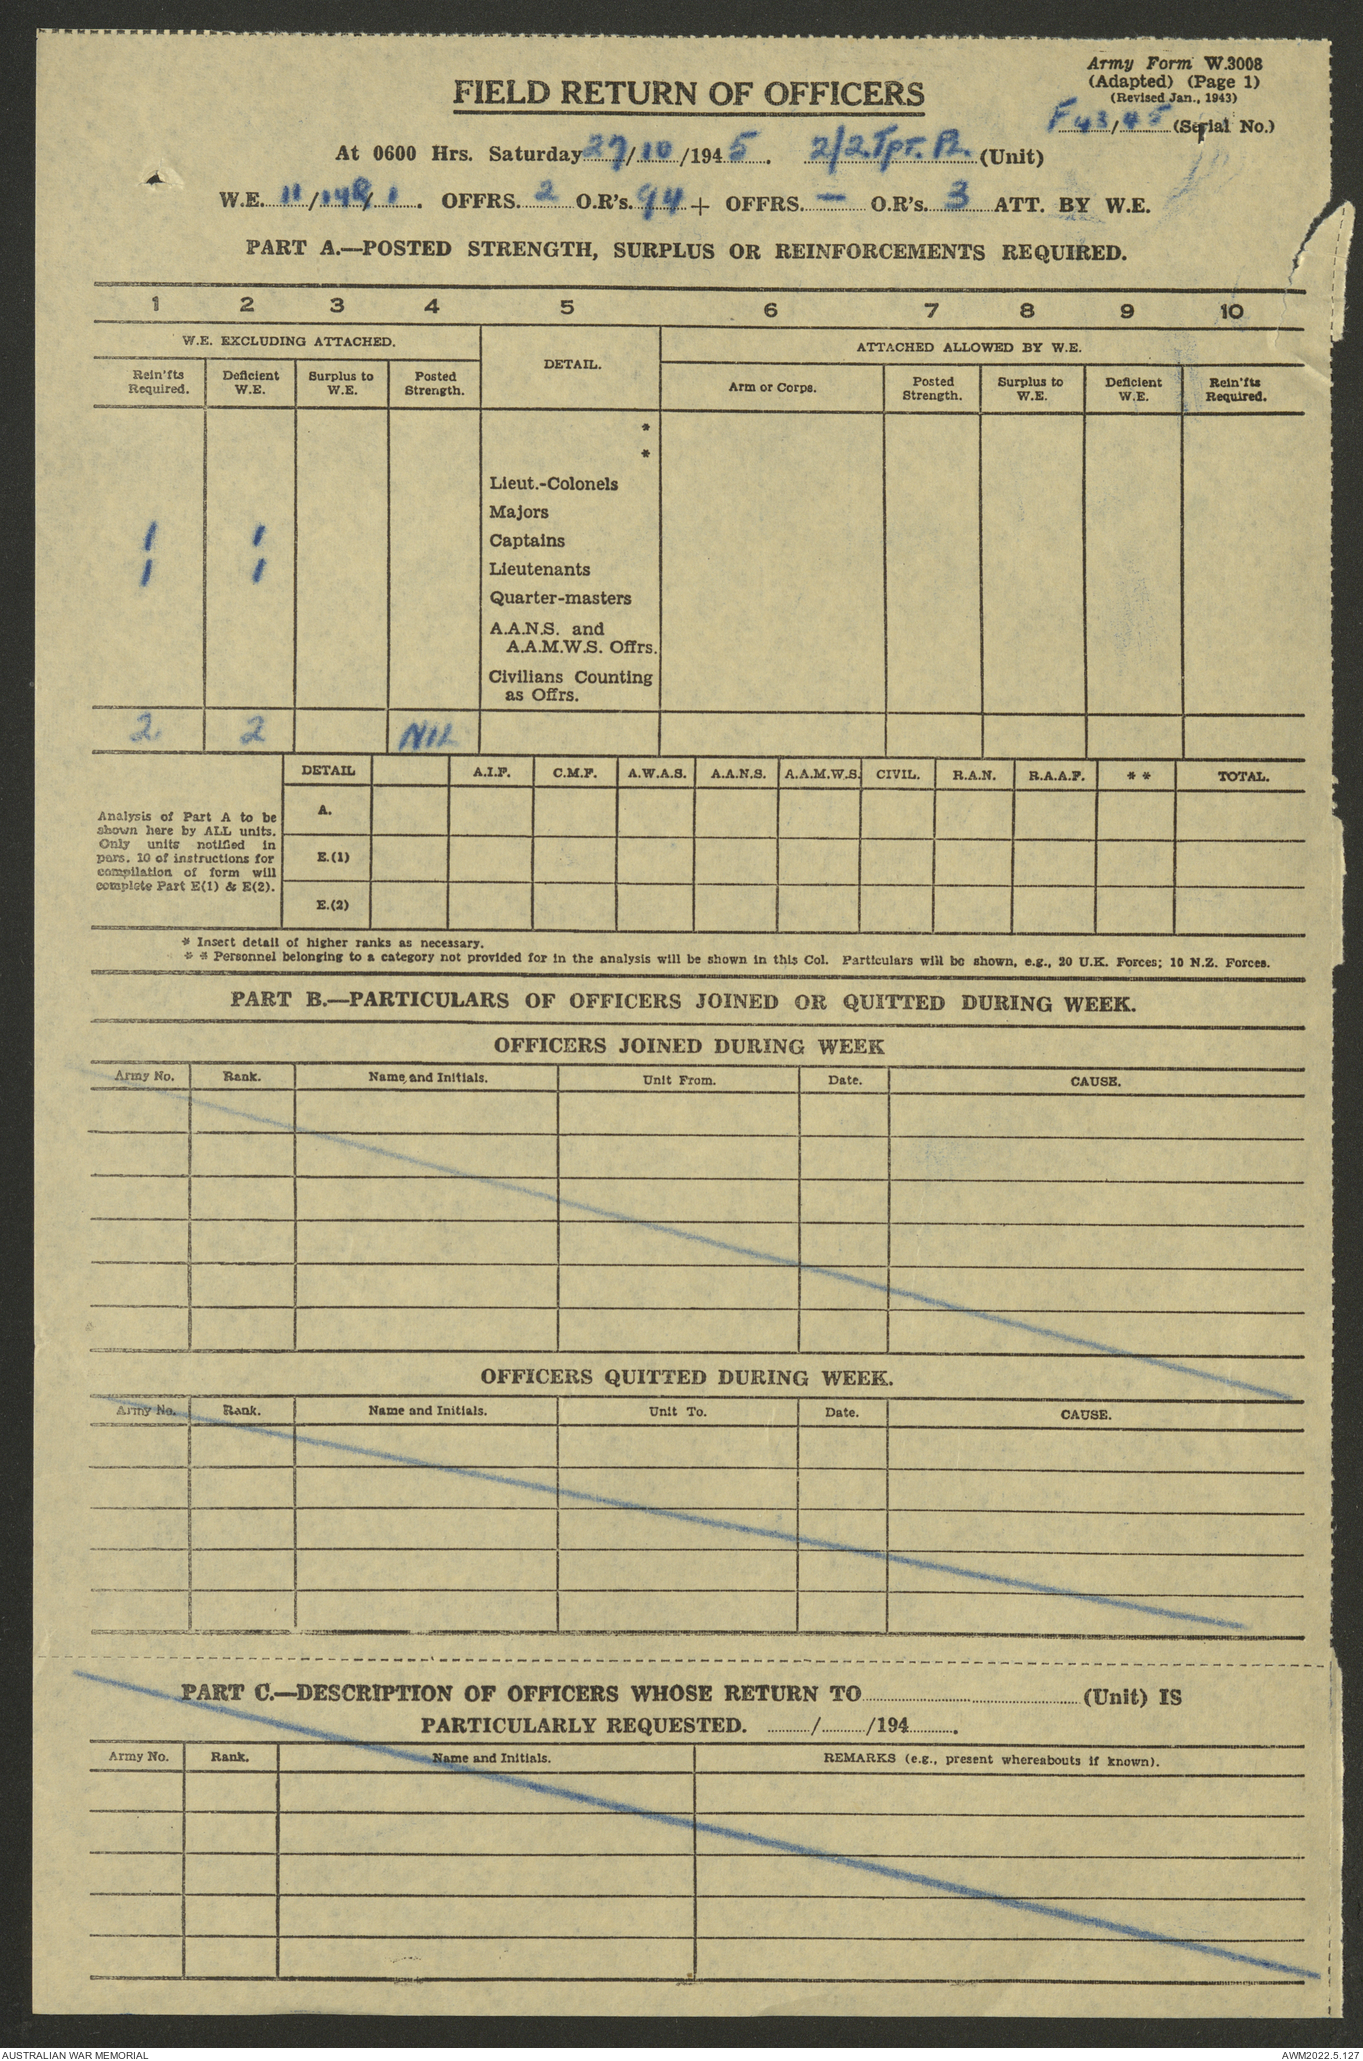 Army Form W.3008
(Adapted) (Page 1)
(Revised Jan., 1943)
FIELD RETURN OF OFFICERS
F 43/45 (Serial No.)
At 0600 Hrs. Saturday 27/10/1945. 2/2 Tpt. Pl. (Unit)
W.E. 11/14R/1. OFFRS. 2 O.R's. 94 + OFFRS. — O.R's. 3 ATT. BY W.E.
PART A.—POSTED STRENGTH, SURPLUS OR REINFORCEMENTS REQUIRED.
1 2 3 4 5 6 7 8 9 10
W.E. EXCLUDING ATTACHED. DETAIL. ATTACHED ALLOWED BY W.E.
Rein'fts Required. Deficient W.E. Surplus to W.E. Posted Strength. Arm or Corps. Posted Strength. Surplus to W.E. Deficient W.E. Rein'fts Required.
*
*
Lieut.-Colonels
Majors
1 1 Captains
1 1 Lieutenants
Quarter-masters
A.A.N.S. and
A.A.M.W.S. Offrs.
Civilians Counting
as Offrs.
2 2 NIL
DETAIL A.I.F. C.M.F. A.W.A.S. A.A.N.S. A.A.M.W.S. CIVIL. R.A.N. R.A.A.F. * * TOTAL.
Analysis of Part A to be
shown here by ALL units.
Only units notified in
pars. 10 of instructions for
compilation of form will
complete Part E(1) & E(2).
A.
E.(1)
E.(2)
* Insert detail of higher ranks as necessary.
* * Personnel belonging to a category not provided for in the analysis will be shown in this Col. Particulars will be shown, e.g., 20 U.K. Forces; 10 N.Z. Forces.
PART B.—PARTICULARS OF OFFICERS JOINED OR QUITTED DURING WEEK.
OFFICERS JOINED DURING WEEK
Army No. Rank. Name and Initials. Unit From. Date. CAUSE.
OFFICERS QUITTED DURING WEEK.
Army No. Rank. Name and Initials. Unit To. Date. CAUSE.
PART C.—DESCRIPTION OF OFFICERS WHOSE RETURN TO.......... (Unit) IS
PARTICULARLY REQUESTED. ........../........../194..........
Army No. Rank. Name and Initials. REMARKS (e.g., present whereabouts if known).
AUSTRALIAN WAR MEMORIAL AWM2022.5.127